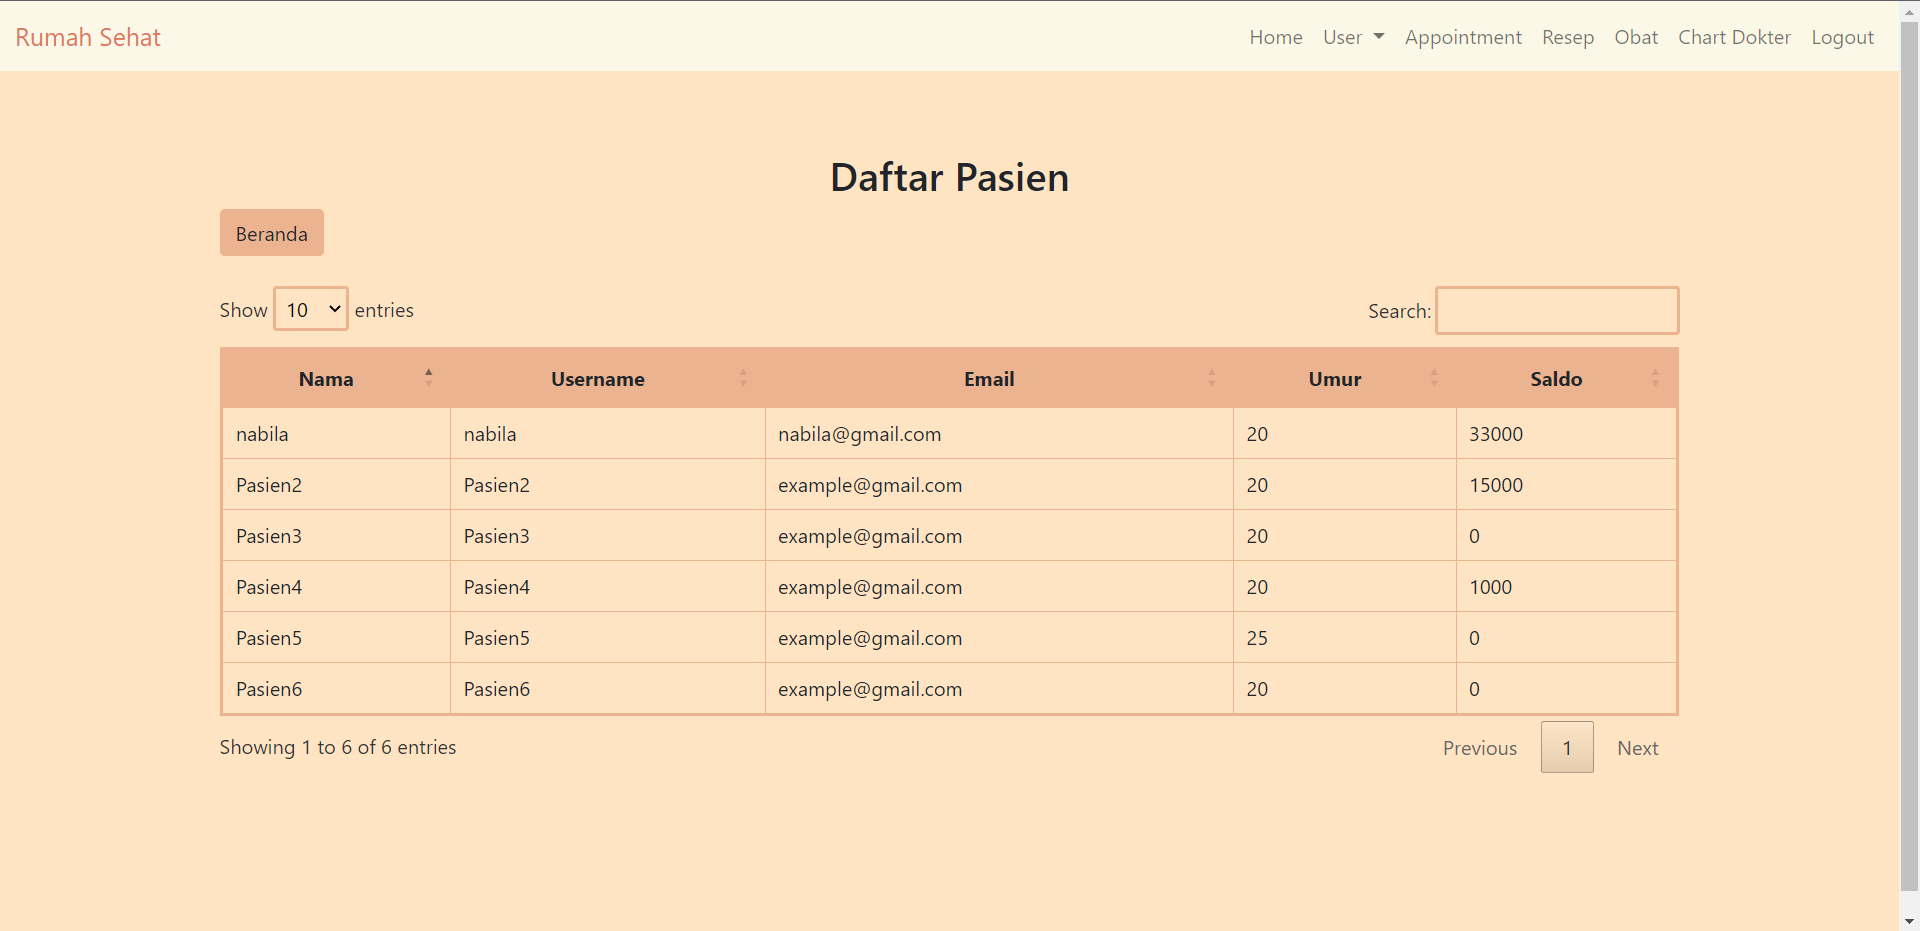 Rumah Sehat Home User Appointment Resep Obat Chart Dokter Logout
Daftar Pasien
Beranda
Show 10 entries Search:
Nama Username Email Umur Saldo
nabila nabila nabila@gmail.com 20 33000
Pasien2 Pasien2 example@gmail.com 20 15000
Pasien3 Pasien3 example@gmail.com 20 0
Pasien4 Pasien4 example@gmail.com 20 1000
Pasien5 Pasien5 example@gmail.com 25 0
Pasien6 Pasien6 example@gmail.com 20 0
Showing 1 to 6 of 6 entries Previous 1 Next